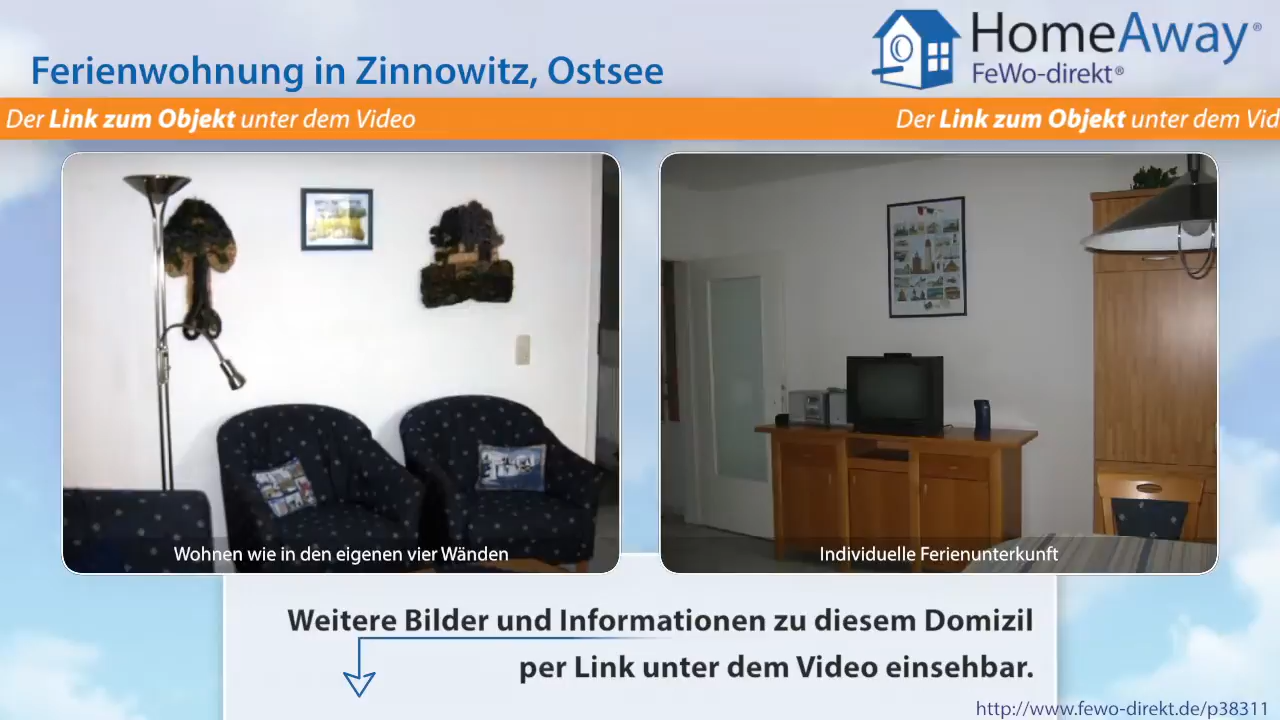 HomeAway®
FeWo-direkt®
Ferienwohnung in Zinnowitz, Ostsee
Der Link zum Objekt unter dem Video
Der Link zum Objekt unter dem Vid
Wohnen wie in den eigenen vier Wänden
Individuelle Ferienunterkunft
Weitere Bilder und Informationen zu diesem Domizil
per Link unter dem Video einsehbar.
http://www.fewo-direkt.de/p38311